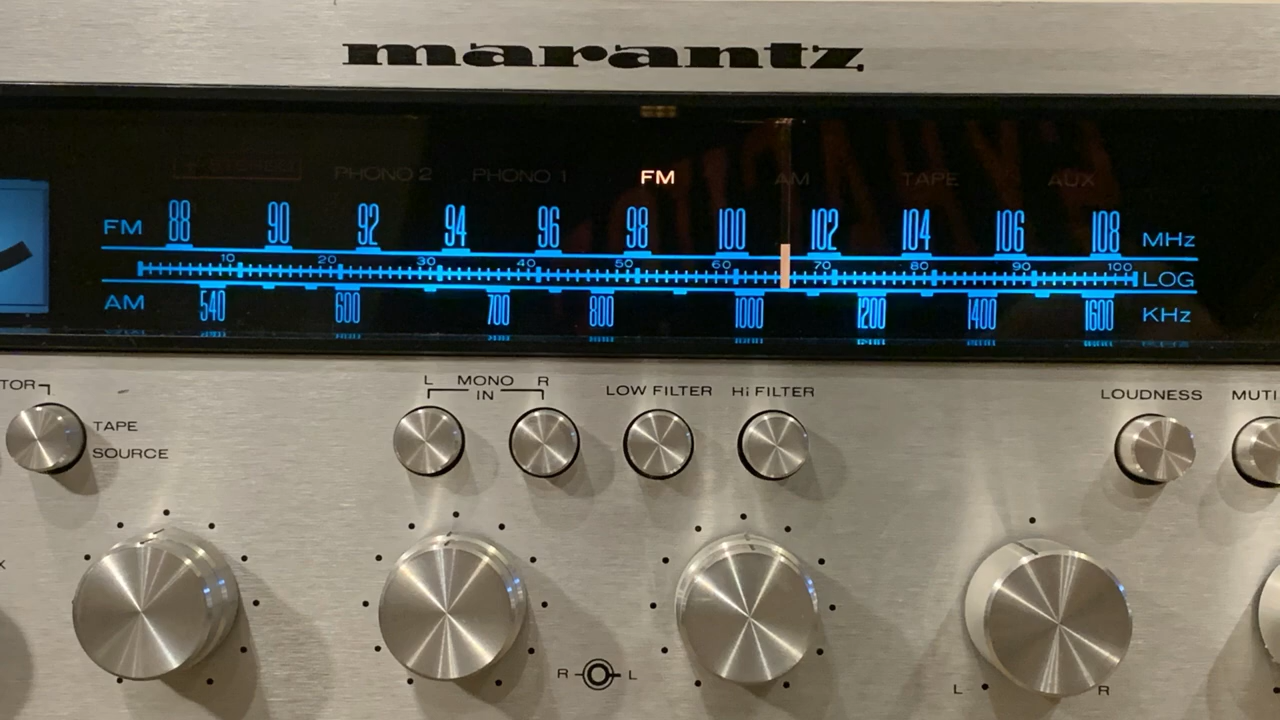 marantz
PHONO 2 PHONO 1 FM AM TAPE AUX
FM 88 90 92 94 96 98 100 102 104 106 108 MHz
10 20 30 40 50 60 70 80 90 100 LOG
AM 540 600 700 800 1000 1200 1400 1600 KHz
TOR L MONO R LOW FILTER Hi FILTER LOUDNESS MUTI
IN
TAPE
SOURCE
R L
L R